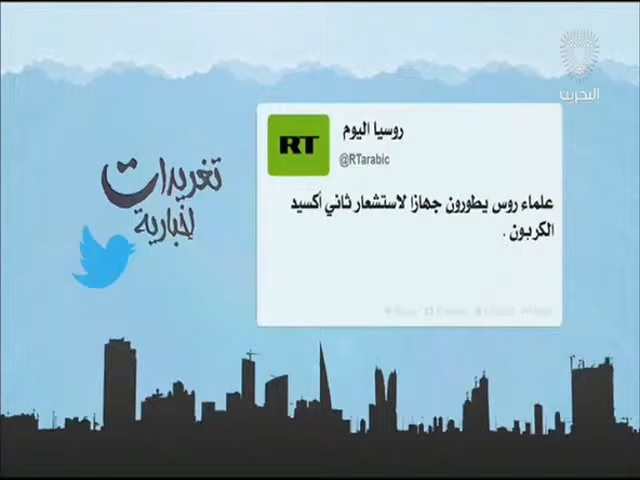 البحرين
روسيا اليوم
RT
@RTarabic
تغريدات
إخبارية
علماء روس يطورون جهازا لاستشعار ثاني أكسيد
الكربون .